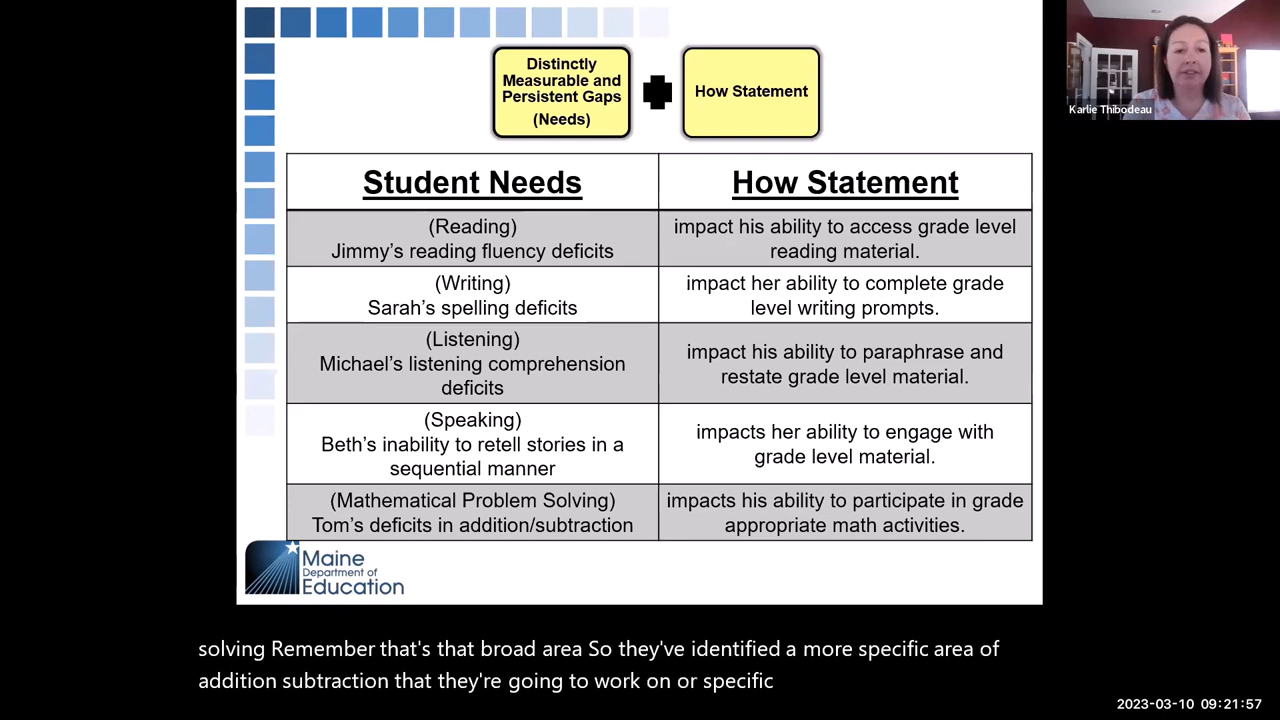 Distinctly
Measurable and
Persistent Gaps
(Needs)
How Statement
Karlie Thibodeau
Student Needs
How Statement
(Reading)
Jimmy’s reading fluency deficits
impact his ability to access grade level
reading material.
(Writing)
Sarah’s spelling deficits
impact her ability to complete grade
level writing prompts.
(Listening)
Michael’s listening comprehension
deficits
impact his ability to paraphrase and
restate grade level material.
(Speaking)
Beth’s inability to retell stories in a
sequential manner
impacts her ability to engage with
grade level material.
(Mathematical Problem Solving)
Tom’s deficits in addition/subtraction
impacts his ability to participate in grade
appropriate math activities.
Maine
Department of
Education
solving Remember that's that broad area So they've identified a more specific area of
addition subtraction that they're going to work on or specific
2023-03-10 09:21:57